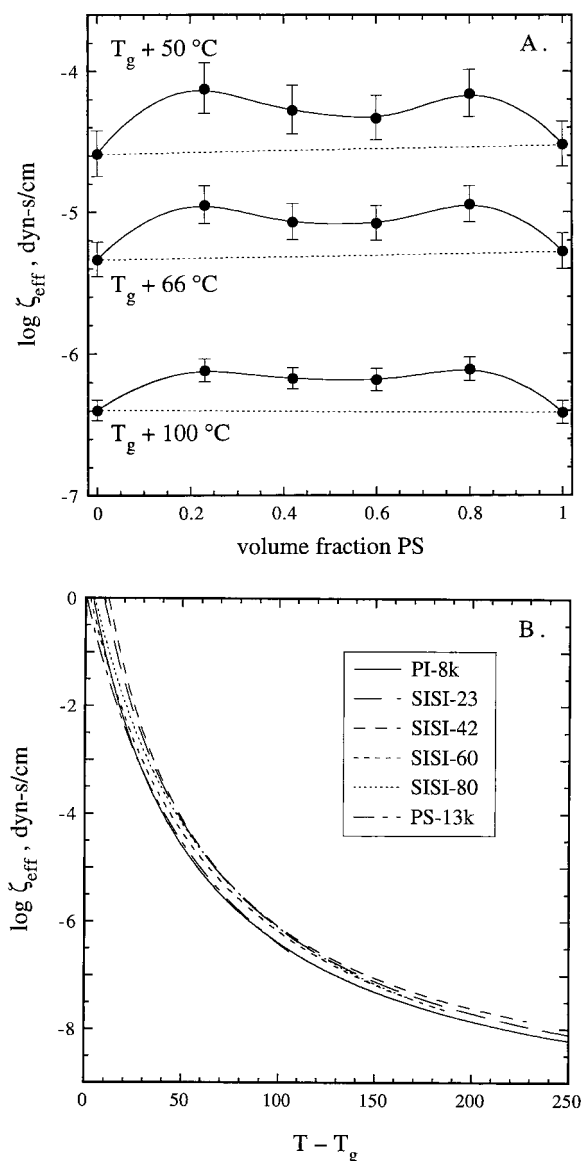 A.
T_g + 50 °C
-4
-5
T_g + 66 °C
-6
T_g + 100 °C
-7
log ζ_eff , dyn-s/cm
0 0.2 0.4 0.6 0.8 1
volume fraction PS
B.
0
-2
-4
-6
-8
log ζ_eff , dyn-s/cm
PI-8k
SISI-23
SISI-42
SISI-60
SISI-80
PS-13k
0 50 100 150 200 250
T – T_g